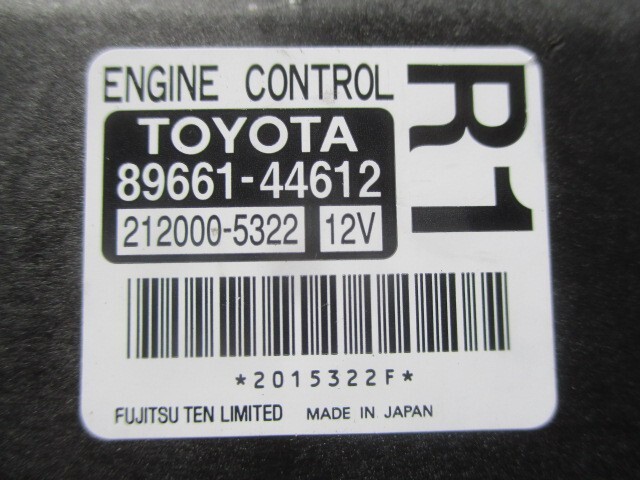 ENGINE CONTROL
R1
TOYOTA
89661-44612
212000-5322 12V
*2015322F*
FUJITSU TEN LIMITED MADE IN JAPAN